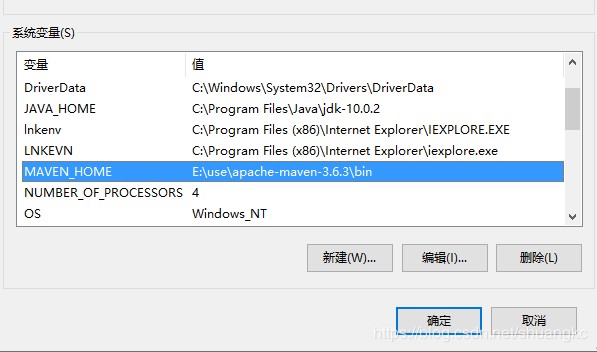 系统变量(S)
变量 值
DriverData C:\Windows\System32\Drivers\DriverData
JAVA_HOME C:\Program Files\Java\jdk-10.0.2
lnkenv C:\Program Files (x86)\Internet Explorer\IEXPLORE.EXE
LNKEVN C:\Program Files (x86)\Internet Explorer\iexplore.exe
MAVEN_HOME E:\use\apache-maven-3.6.3\bin
NUMBER_OF_PROCESSORS 4
OS Windows_NT
新建(W)... 编辑(I)... 删除(L)
确定 取消
https://blog.csdn.net/shuangkc